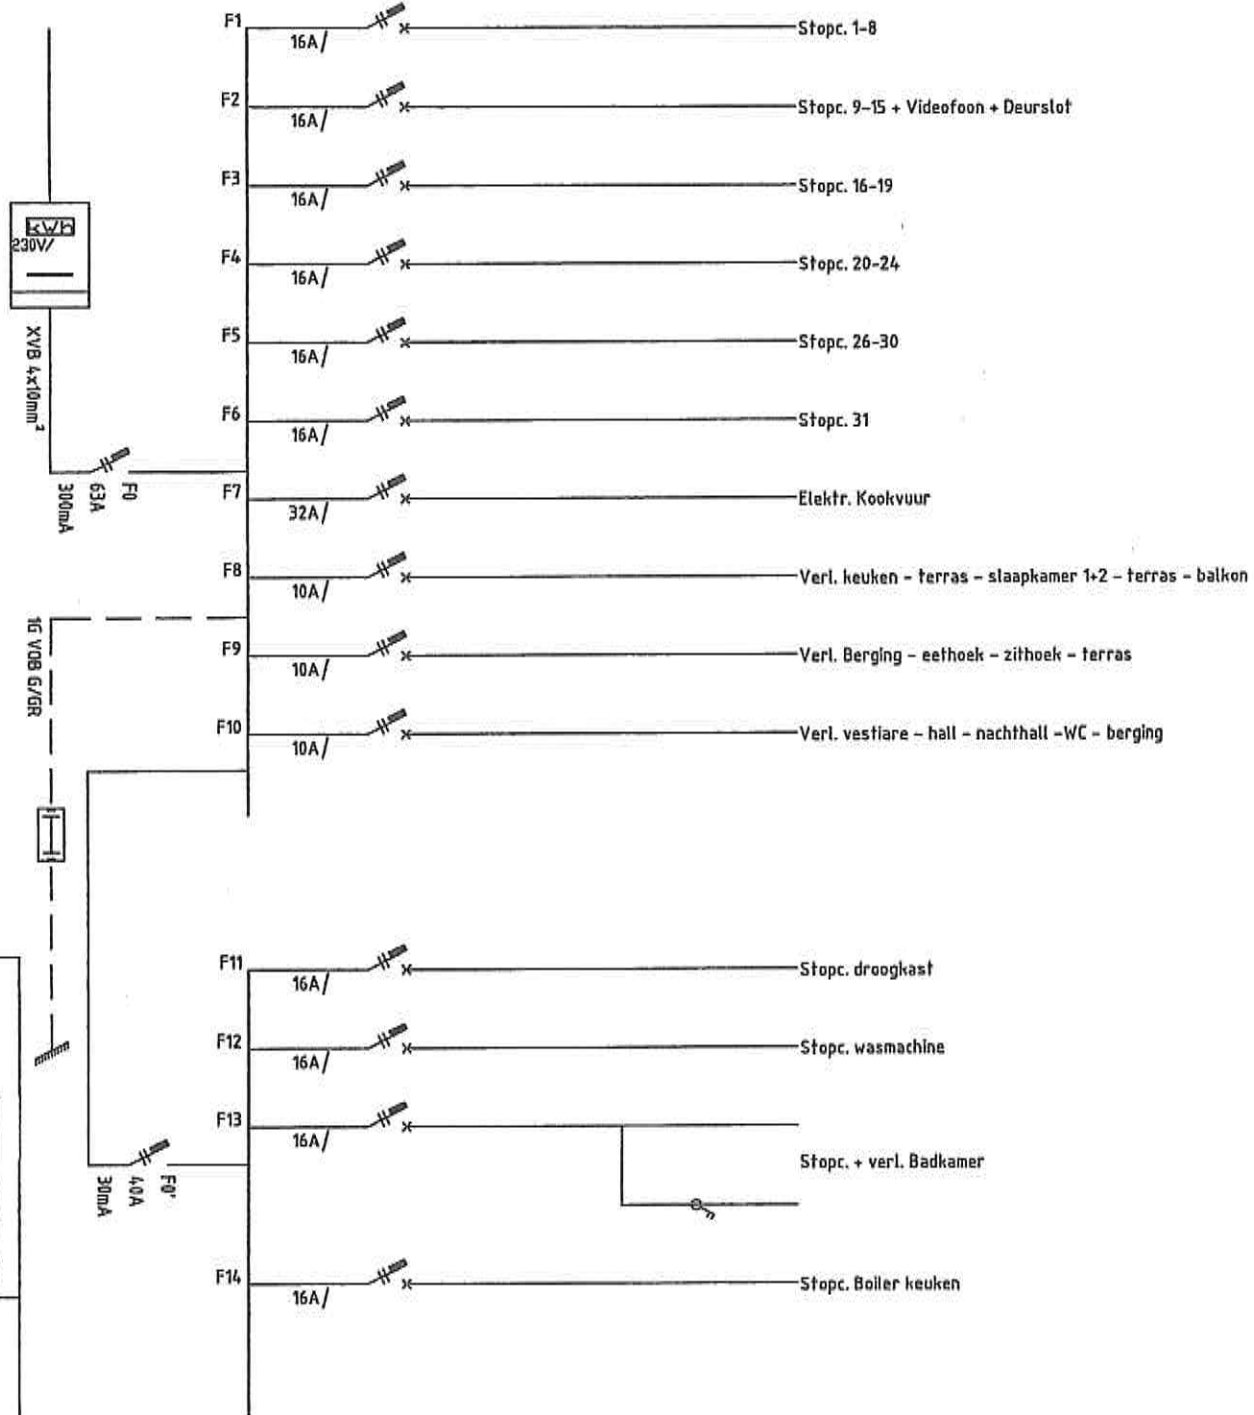 F1
16A/
Stopc. 1-8
F2
16A/
Stopc. 9-15 + Videofoon + Deurslot
F3
16A/
Stopc. 16-19
kWh
230V/
F4
16A/
Stopc. 20-24
F5
16A/
Stopc. 26-30
XVB 4x10mm²
F6
16A/
Stopc. 31
F0
63A
300mA
F7
32A/
Elektr. Kookvuur
F8
10A/
Verl. keuken - terras - slaapkamer 1+2 - terras - balkon
1G VOB G/GR
F9
10A/
Verl. Berging - eethoek - zithoek - terras
F10
10A/
Verl. vestiare - hall - nachthall -WC - berging
F11
16A/
Stopc. droogkast
F12
16A/
Stopc. wasmachine
F13
16A/
Stopc. + verl. Badkamer
F0'
40A
30mA
F14
16A/
Stopc. Boiler keuken